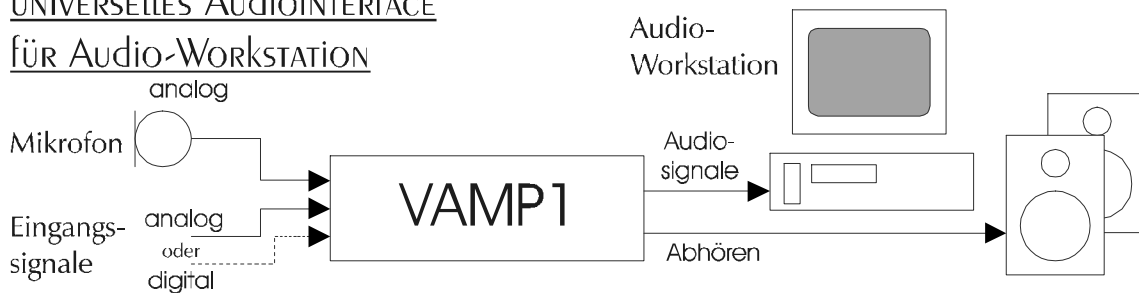 UNIVERSELLES AUDIOINTERFACE
FÜR AUDIO-WORKSTATION
analog
Mikrofon
Eingangs-
signale
analog
oder
digital
VAMP1
Audio-
Workstation
Audio-
signale
Abhören